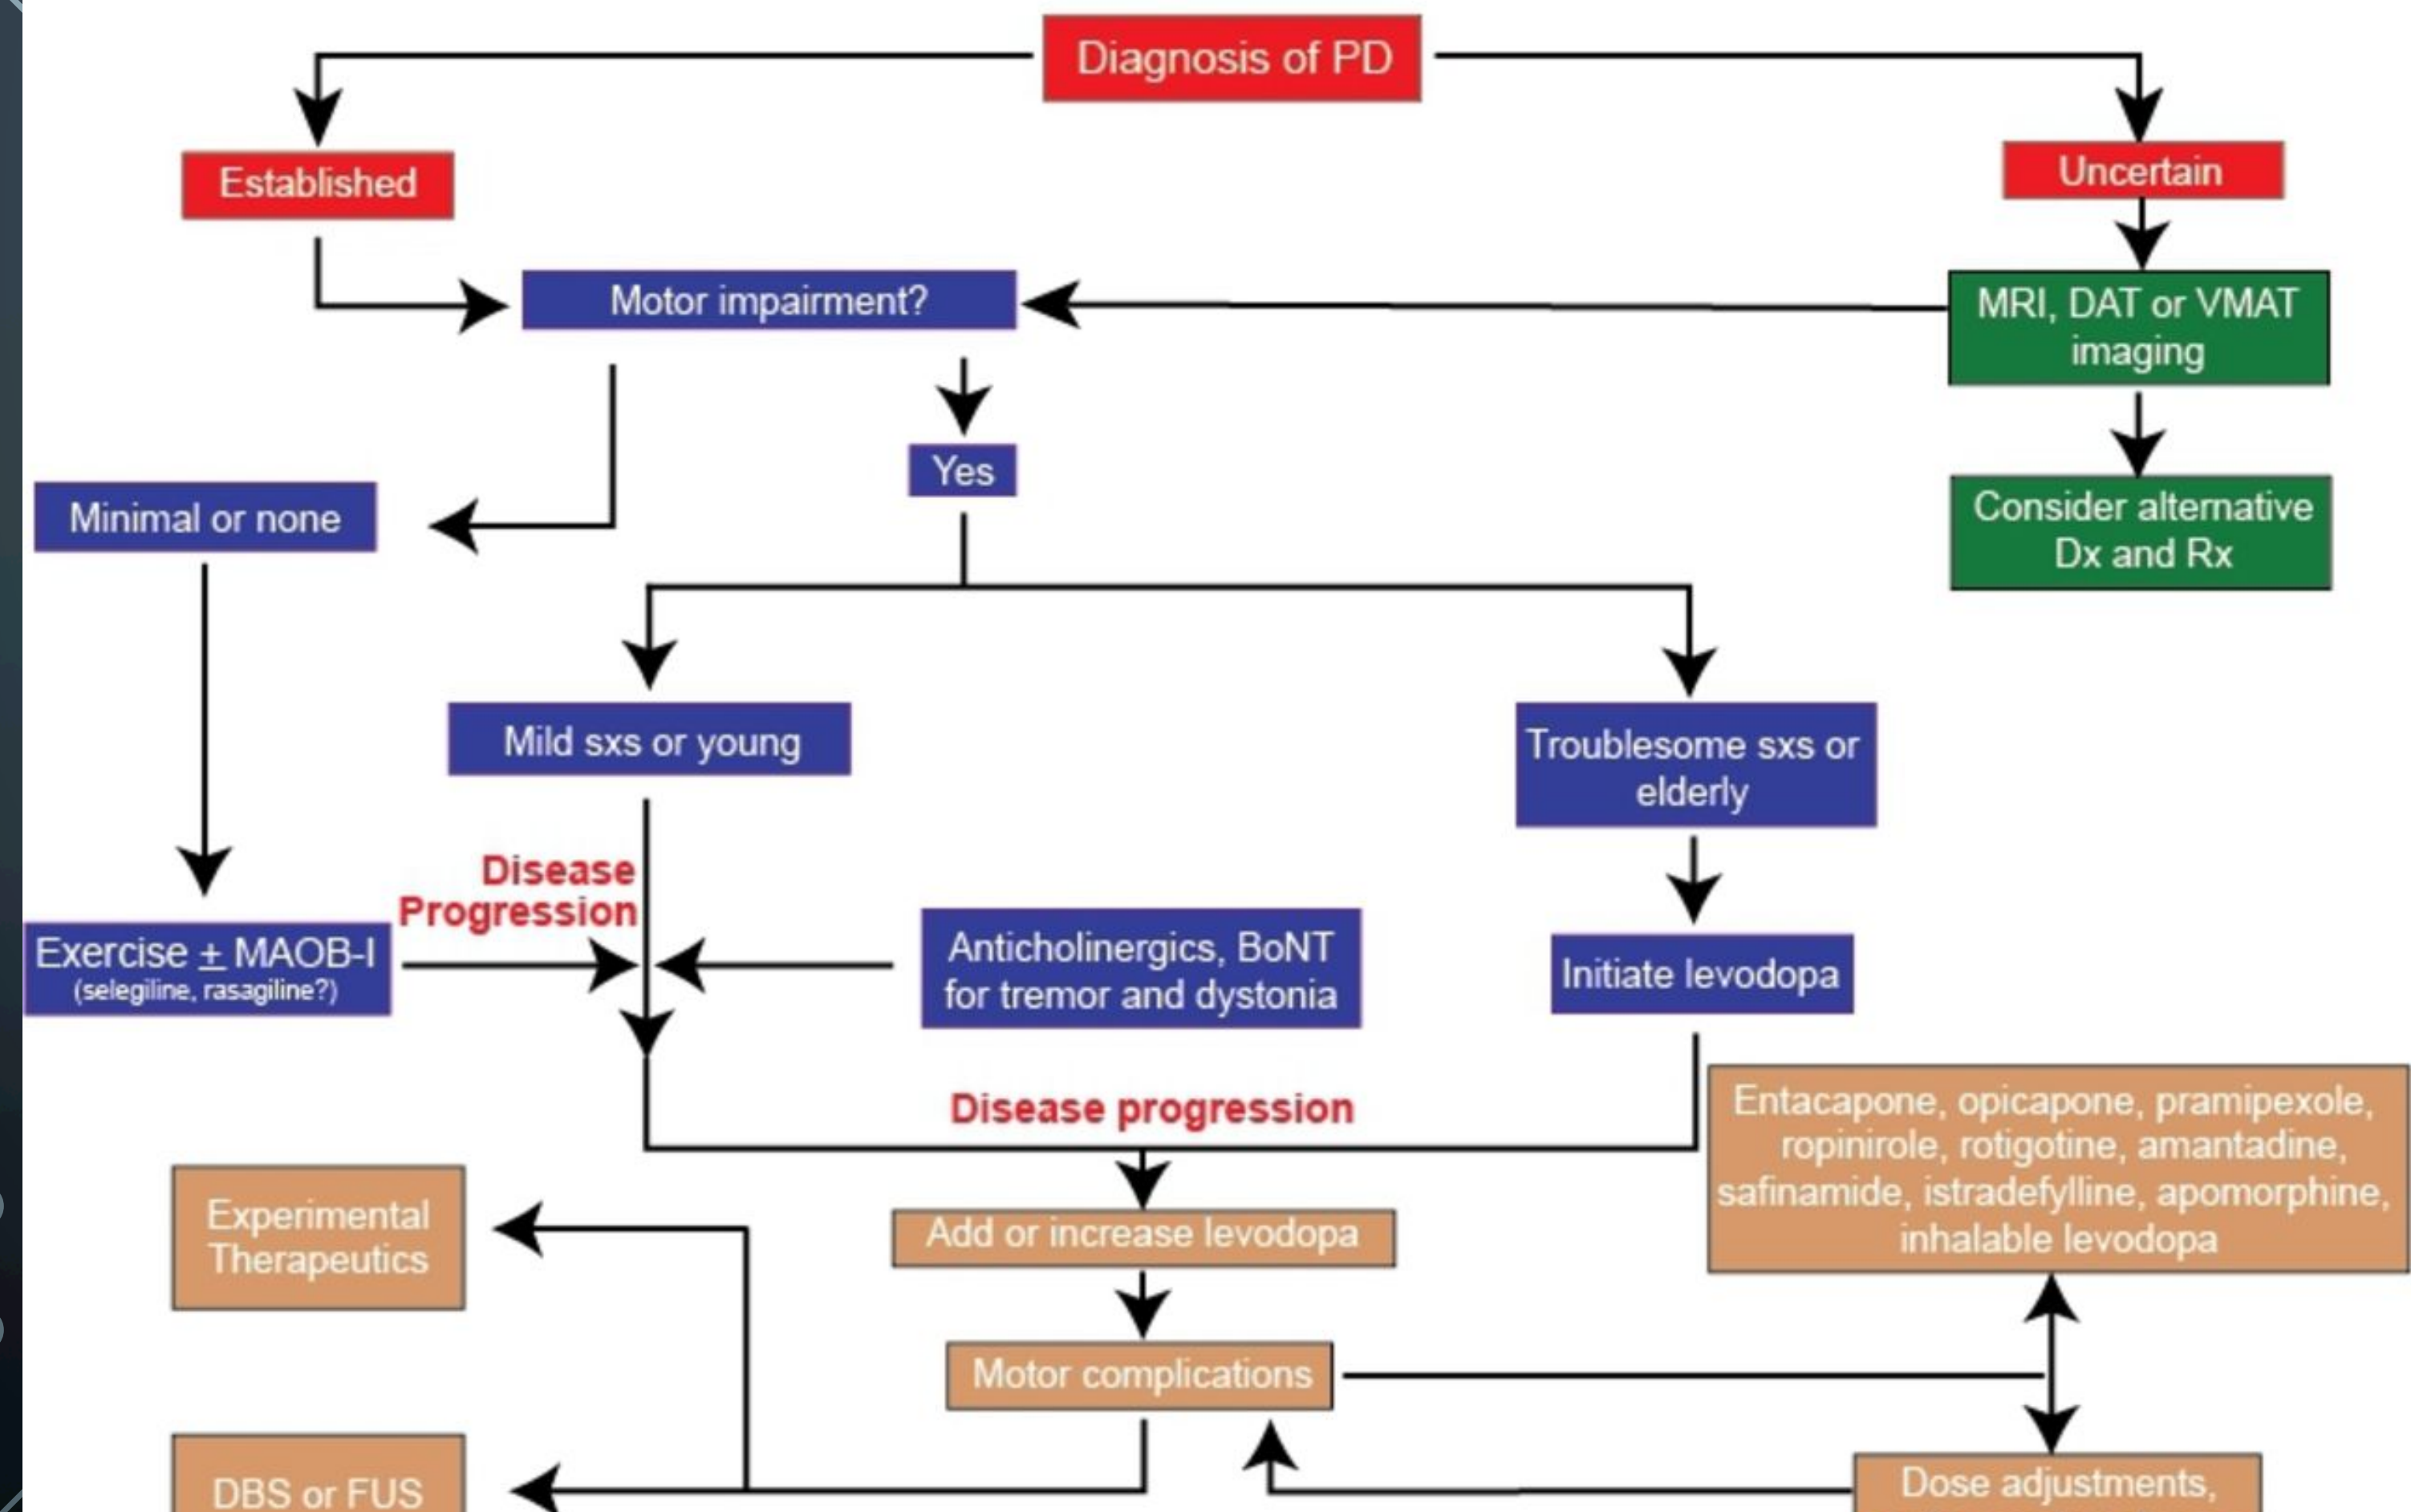 Diagnosis of PD
Established
Uncertain
Motor impairment?
MRI, DAT or VMAT
imaging
Yes
Minimal or none
Consider alternative
Dx and Rx
Mild sxs or young
Troublesome sxs or
elderly
Disease
Progression
Exercise ± MAOB-I
(selegiline, rasagiline?)
Anticholinergics, BoNT
for tremor and dystonia
Initiate levodopa
Disease progression
Entacapone, opicapone, pramipexole,
ropinirole, rotigotine, amantadine,
safinamide, istradefylline, apomorphine,
inhalable levodopa
Experimental
Therapeutics
Add or increase levodopa
Motor complications
DBS or FUS
Dose adjustments,